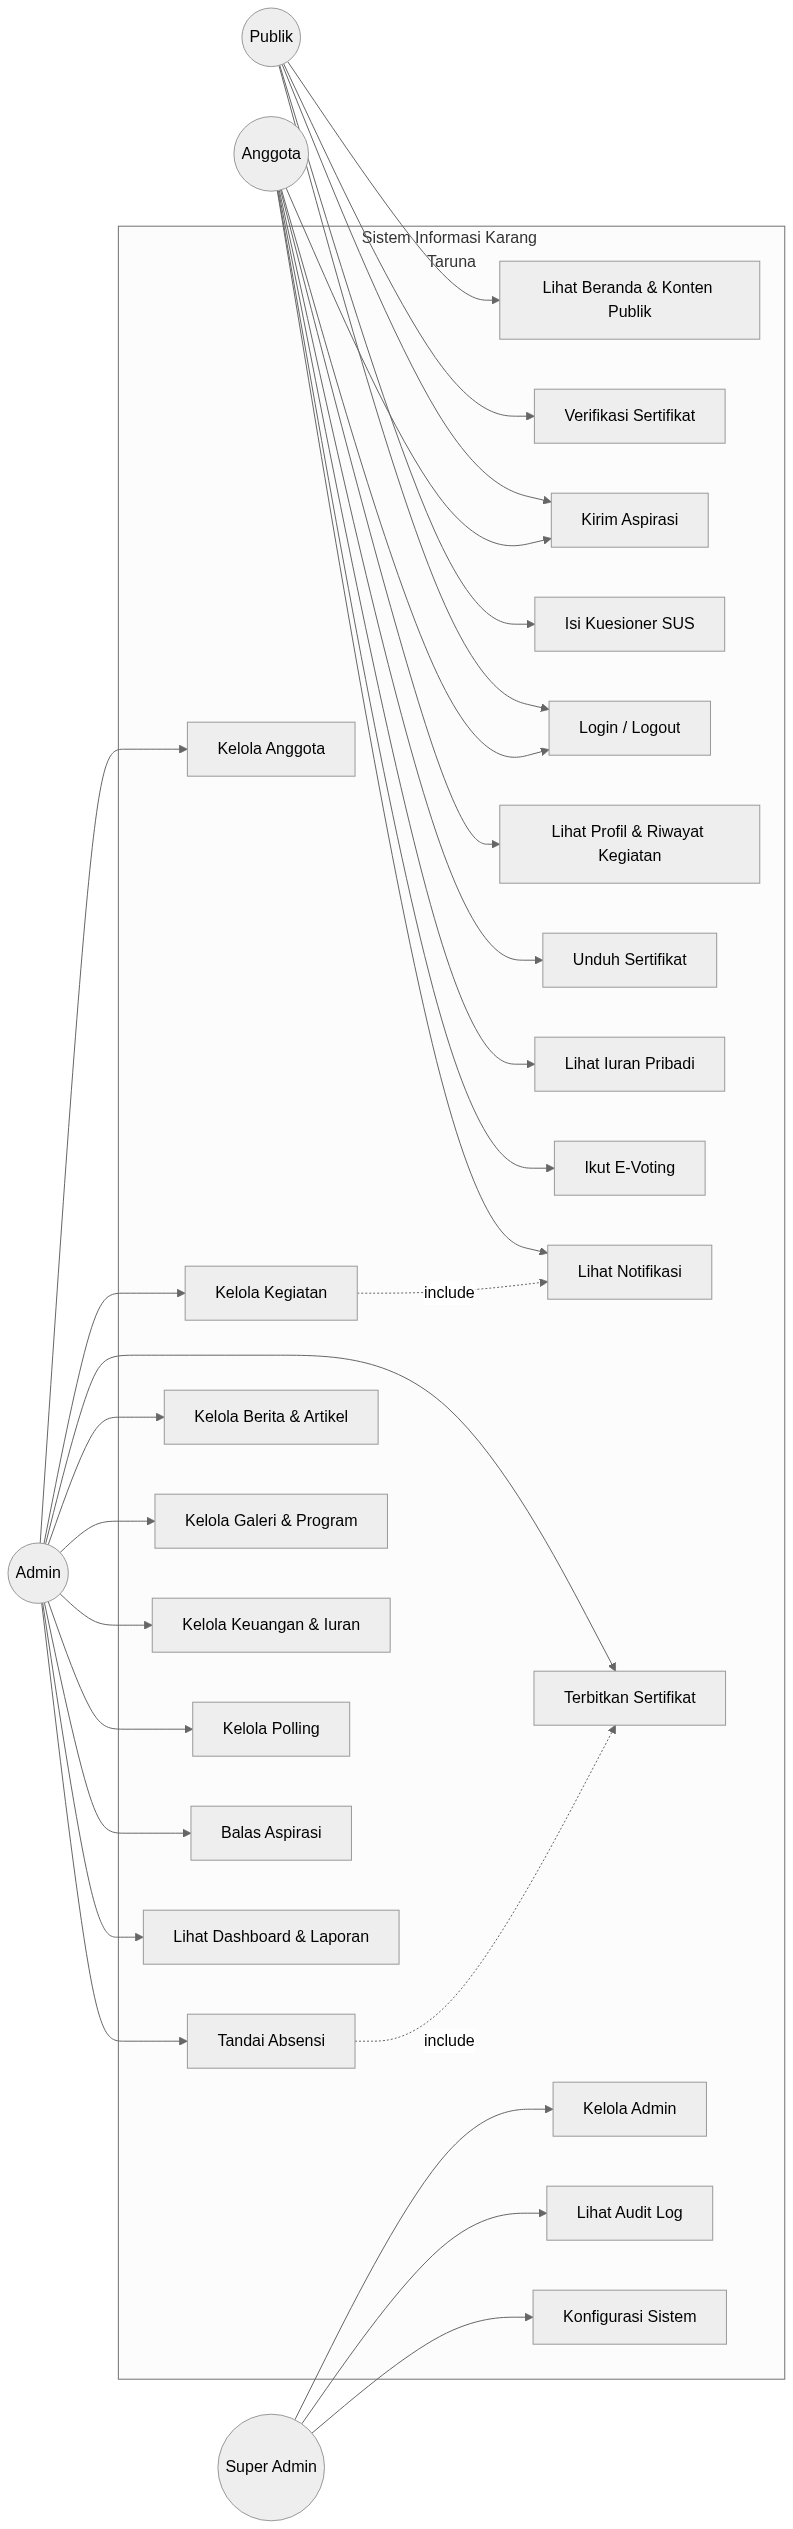 Publik
Anggota
Sistem Informasi Karang
Taruna
Lihat Beranda & Konten
Publik
Verifikasi Sertifikat
Kirim Aspirasi
Isi Kuesioner SUS
Login / Logout
Kelola Anggota
Lihat Profil & Riwayat
Kegiatan
Unduh Sertifikat
Lihat Iuran Pribadi
Ikut E-Voting
Lihat Notifikasi
Kelola Kegiatan
include
Kelola Berita & Artikel
Kelola Galeri & Program
Admin
Kelola Keuangan & Iuran
Terbitkan Sertifikat
Kelola Polling
Balas Aspirasi
Lihat Dashboard & Laporan
Tandai Absensi
include
Kelola Admin
Lihat Audit Log
Konfigurasi Sistem
Super Admin